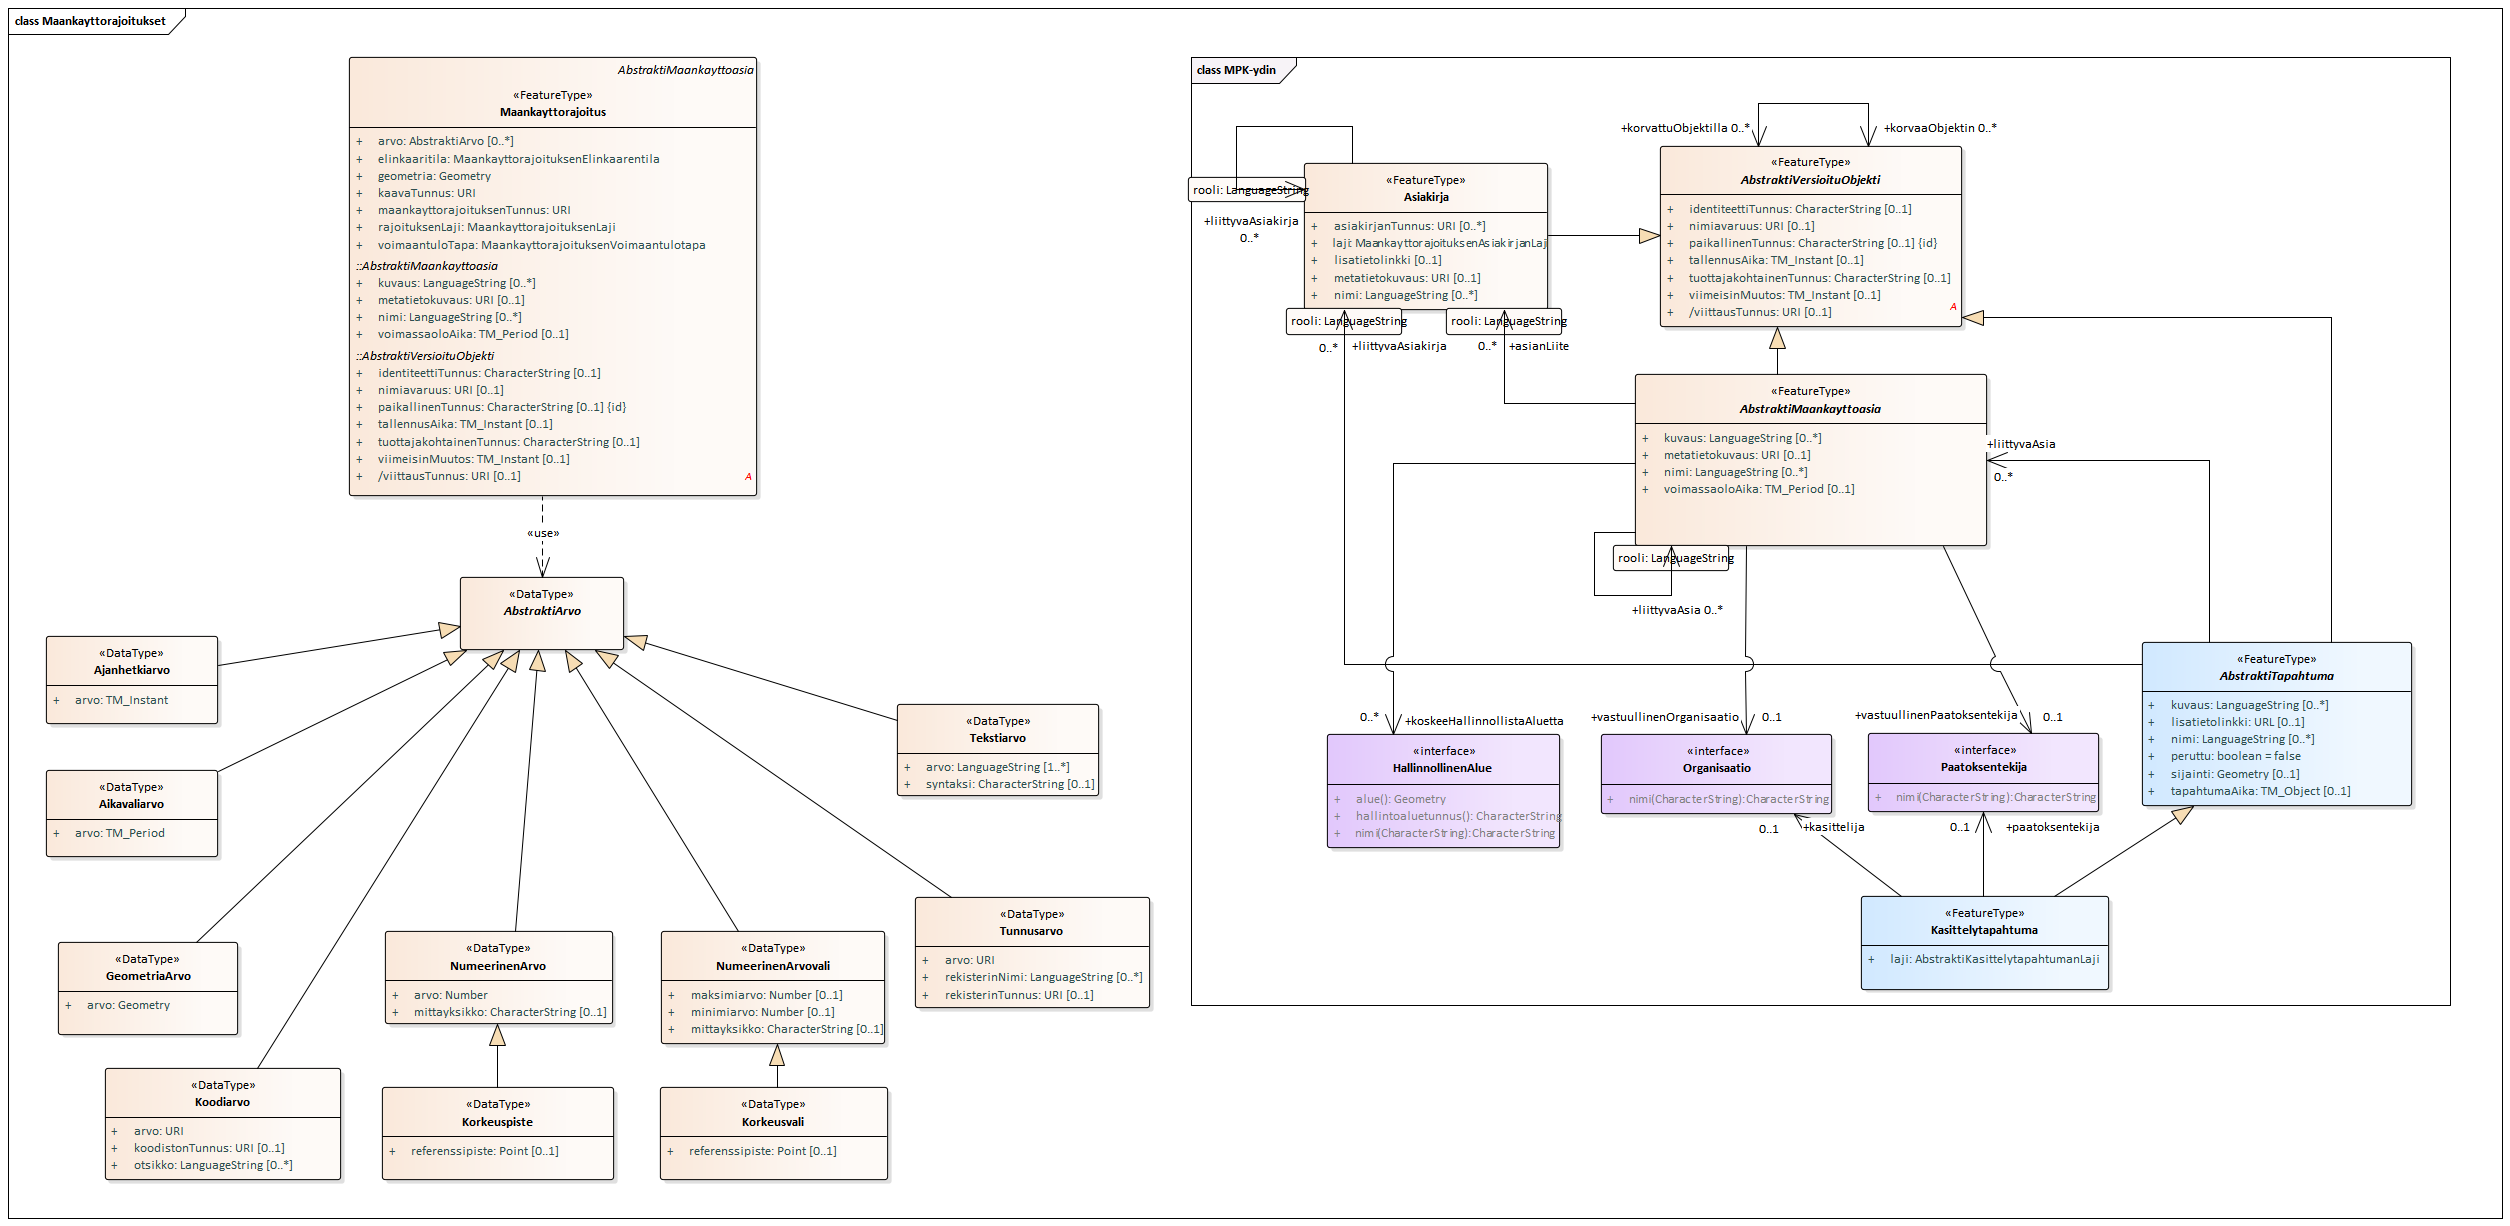 class Maankayttorajoitukset
AbstraktiMaankayttoasia
«FeatureType»
Maankayttorajoitus
+ arvo: AbstraktiArvo [0..*]
+ elinkaaritila: MaankayttorajoituksenElinkaarentila
+ geometria: Geometry
+ kaavaTunnus: URI
+ maankayttorajoituksenTunnus: URI
+ rajoituksenLaji: MaankayttorajoituksenLaji
+ voimaantuloTapa: MaankayttorajoituksenVoimaantulotapa
::AbstraktiMaankayttoasia
+ kuvaus: LanguageString [0..*]
+ metatietokuvaus: URI [0..1]
+ nimi: LanguageString [0..*]
+ voimassaoloAika: TM_Period [0..1]
::AbstraktiVersioituObjekti
+ identiteettiTunnus: CharacterString [0..1]
+ nimiavaruus: URI [0..1]
+ paikallinenTunnus: CharacterString [0..1] {id}
+ tallennusAika: TM_Instant [0..1]
+ tuottajakohtainenTunnus: CharacterString [0..1]
+ viimeisinMuutos: TM_Instant [0..1]
+ /viittausTunnus: URI [0..1]
A
«use»
«DataType»
AbstraktiArvo
«DataType»
Ajanhetkiarvo
+ arvo: TM_Instant
«DataType»
Aikavaliarvo
+ arvo: TM_Period
«DataType»
GeometriaArvo
+ arvo: Geometry
«DataType»
Koodiarvo
+ arvo: URI
+ koodistonTunnus: URI [0..1]
+ otsikko: LanguageString [0..*]
«DataType»
NumeerinenArvo
+ arvo: Number
+ mittayksikko: CharacterString [0..1]
«DataType»
Korkeuspiste
+ referenssipiste: Point [0..1]
«DataType»
NumeerinenArvovali
+ maksimiarvo: Number [0..1]
+ minimiarvo: Number [0..1]
+ mittayksikko: CharacterString [0..1]
«DataType»
Korkeusvali
+ referenssipiste: Point [0..1]
«DataType»
Tekstiarvo
+ arvo: LanguageString [1..*]
+ syntaksi: CharacterString [0..1]
«DataType»
Tunnusarvo
+ arvo: URI
+ rekisterinNimi: LanguageString [0..*]
+ rekisterinTunnus: URI [0..1]
class MPK-ydin
rooli: LanguageString
+liittyvaAsiakirja
0..*
«FeatureType»
Asiakirja
+ asiakirjanTunnus: URI [0..*]
+ laji: MaankayttorajoituksenAsiakirjanLaji
+ lisatietolinkki [0..1]
+ metatietokuvaus: URI [0..1]
+ nimi: LanguageString [0..*]
rooli: LanguageString
0..* +liittyvaAsiakirja
rooli: LanguageString
0..* +asianLiite
+korvattuObjektilla 0..*
+korvaaObjektin 0..*
«FeatureType»
AbstraktiVersioituObjekti
+ identiteettiTunnus: CharacterString [0..1]
+ nimiavaruus: URI [0..1]
+ paikallinenTunnus: CharacterString [0..1] {id}
+ tallennusAika: TM_Instant [0..1]
+ tuottajakohtainenTunnus: CharacterString [0..1]
+ viimeisinMuutos: TM_Instant [0..1]
+ /viittausTunnus: URI [0..1]
A
«FeatureType»
AbstraktiMaankayttoasia
+ kuvaus: LanguageString [0..*]
+ metatietokuvaus: URI [0..1]
+ nimi: LanguageString [0..*]
+ voimassaoloAika: TM_Period [0..1]
+liittyvaAsia
0..*
rooli: LanguageString
+liittyvaAsia 0..*
0..* +koskeeHallinnollistaAluetta
+vastuullinenOrganisaatio 0..1
+vastuullinenPaatoksentekija 0..1
«interface»
HallinnollinenAlue
+ alue(): Geometry
+ hallintoaluetunnus(): CharacterString
+ nimi(CharacterString):CharacterString
«interface»
Organisaatio
+ nimi(CharacterString):CharacterString
«interface»
Paatoksentekija
+ nimi(CharacterString):CharacterString
«FeatureType»
AbstraktiTapahtuma
+ kuvaus: LanguageString [0..*]
+ lisatietolinkki: URL [0..1]
+ nimi: LanguageString [0..*]
+ peruttu: boolean = false
+ sijainti: Geometry [0..1]
+ tapahtumaAika: TM_Object [0..1]
0..1 +kasittelija
0..1 +paatoksentekija
«FeatureType»
Kasittelytapahtuma
+ laji: AbstraktiKasittelytapahtumanLaji